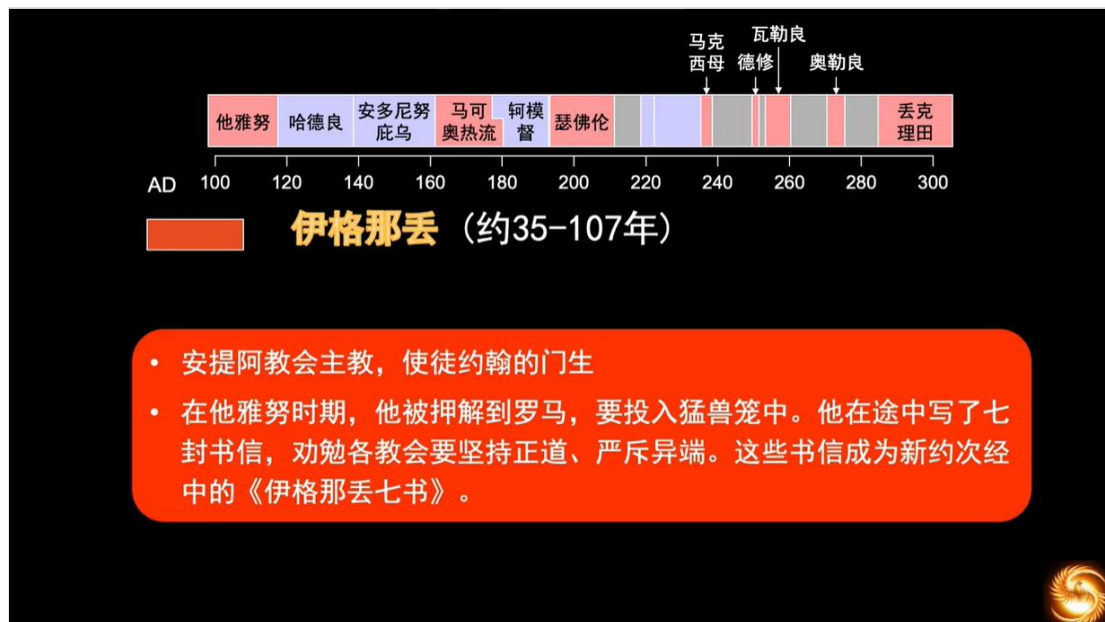 马克
西母
德修
瓦勒良
奥勒良
他雅努
哈德良
安多尼努
庇乌
马可
奥热流
轲模
督
瑟佛伦
丢克
理田
AD 100 120 140 160 180 200 220 240 260 280 300
伊格那丢（约35-107年）
• 安提阿教会主教，使徒约翰的门生
• 在他雅努时期，他被押解到罗马，要投入猛兽笼中。他在途中写了七
封书信，劝勉各教会要坚持正道、严斥异端。这些书信成为新约次经
中的《伊格那丢七书》。